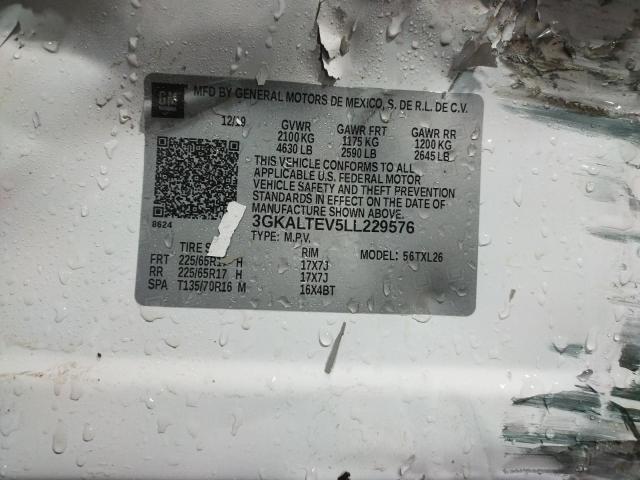 GM
MFD BY GENERAL MOTORS DE MEXICO, S. DE R.L. DE C.V.
12/19 GVWR GAWR FRT GAWR RR
2100 KG 1175 KG 1200 KG
4630 LB 2590 LB 2645 LB
THIS VEHICLE CONFORMS TO ALL
APPLICABLE U.S. FEDERAL MOTOR
VEHICLE SAFETY AND THEFT PREVENTION
STANDARDS IN EFFECT ON THE DATE OF
MANUFACTURE SHOWN ABOVE.
8624
3GKALTEV5LL229576
TYPE: M.P.V. MODEL: 56TXL26
TIRE RIM
FRT 225/65R17 H 17X7J
RR 225/65R17 H 17X7J
SPA T135/70R16 M 16X4BT